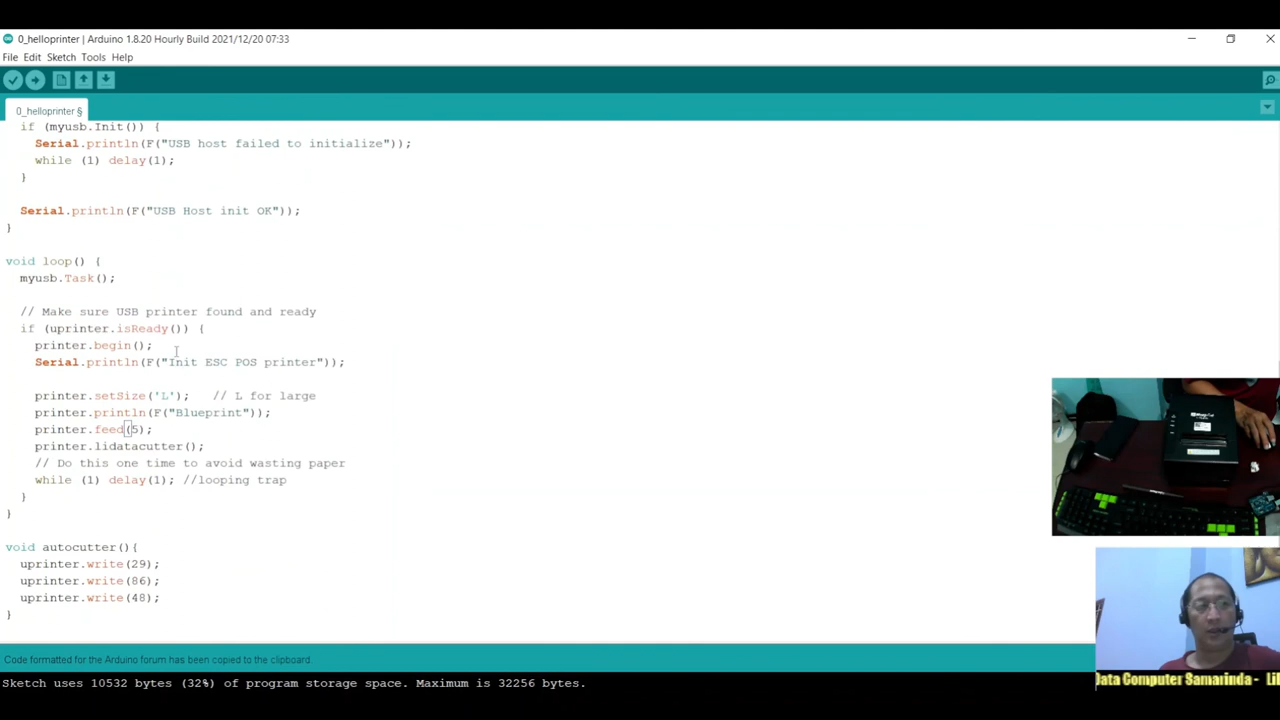 0_helloprinter | Arduino 1.8.20 Hourly Build 2021/12/20 07:33
File Edit Sketch Tools Help
0_helloprinter §
if (myusb.Init()) {
Serial.println(F("USB host failed to initialize"));
while (1) delay(1);
}
Serial.println(F("USB Host init OK"));
}
void loop() {
myusb.Task();
// Make sure USB printer found and ready
if (uprinter.isReady()) {
printer.begin();
Serial.println(F("Init ESC POS printer"));
printer.setSize('L');   // L for large
printer.println(F("Blueprint"));
printer.feed(5);
printer.lidatacutter();
// Do this one time to avoid wasting paper
while (1) delay(1); //looping trap
}
}
void autocutter(){
uprinter.write(29);
uprinter.write(86);
uprinter.write(48);
}
Code formatted for the Arduino forum has been copied to the clipboard.
Data Computer Samarinda -  Li
Sketch uses 10532 bytes (32%) of program storage space. Maximum is 32256 bytes.